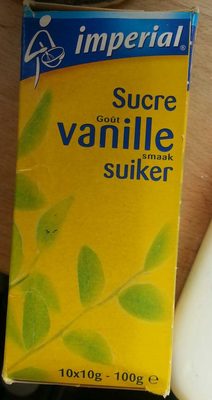 imperial®
Sucre
Goût
vanille
smaak
suiker
10x10g - 100g e